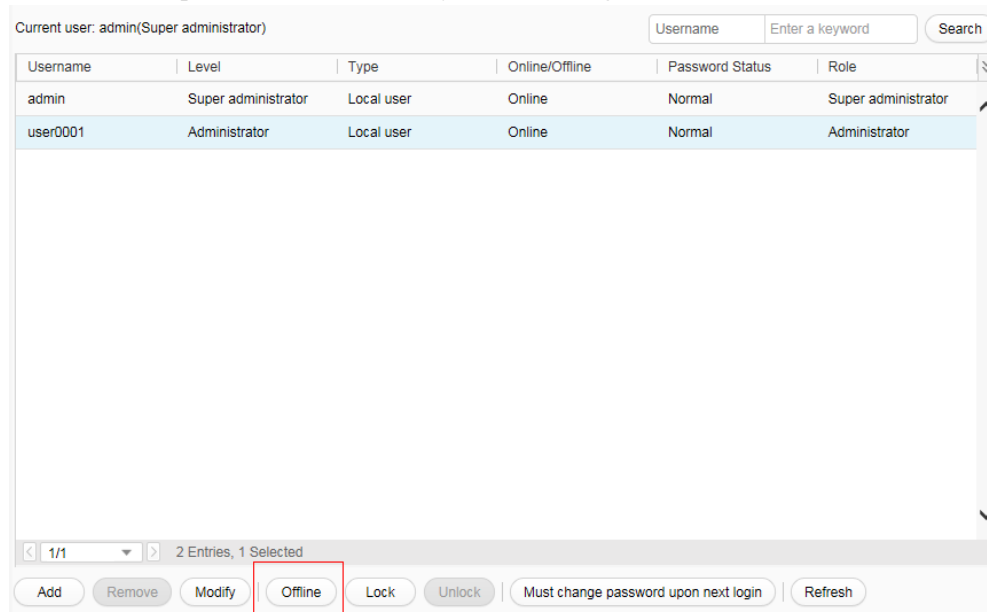 Current user: admin(Super administrator) Username Enter a keyword Search
Username Level Type Online/Offline Password Status Role
admin Super administrator Local user Online Normal Super administrator
user0001 Administrator Local user Online Normal Administrator
1/1 2 Entries, 1 Selected
Add Remove Modify Offline Lock Unlock Must change password upon next login Refresh